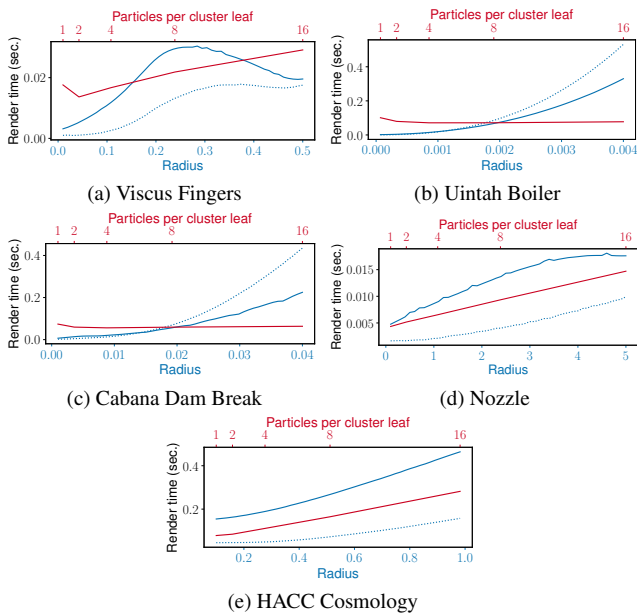 Particles per cluster leaf
1 2 4 8 16
Render time (sec.)
0.02
0.00
0.0 0.1 0.2 0.3 0.4 0.5
Radius
(a) Viscus Fingers
Particles per cluster leaf
1 2 4 8 16
Render time (sec.)
0.4
0.2
0.0
0.000 0.001 0.002 0.003 0.004
Radius
(b) Uintah Boiler
Particles per cluster leaf
1 2 4 8 16
Render time (sec.)
0.4
0.2
0.0
0.00 0.01 0.02 0.03 0.04
Radius
(c) Cabana Dam Break
Particles per cluster leaf
1 2 4 8 16
Render time (sec.)
0.015
0.010
0.005
0 1 2 3 4 5
Radius
(d) Nozzle
Particles per cluster leaf
1 2 4 8 16
Render time (sec.)
0.4
0.2
0.2 0.4 0.6 0.8 1.0
Radius
(e) HACC Cosmology